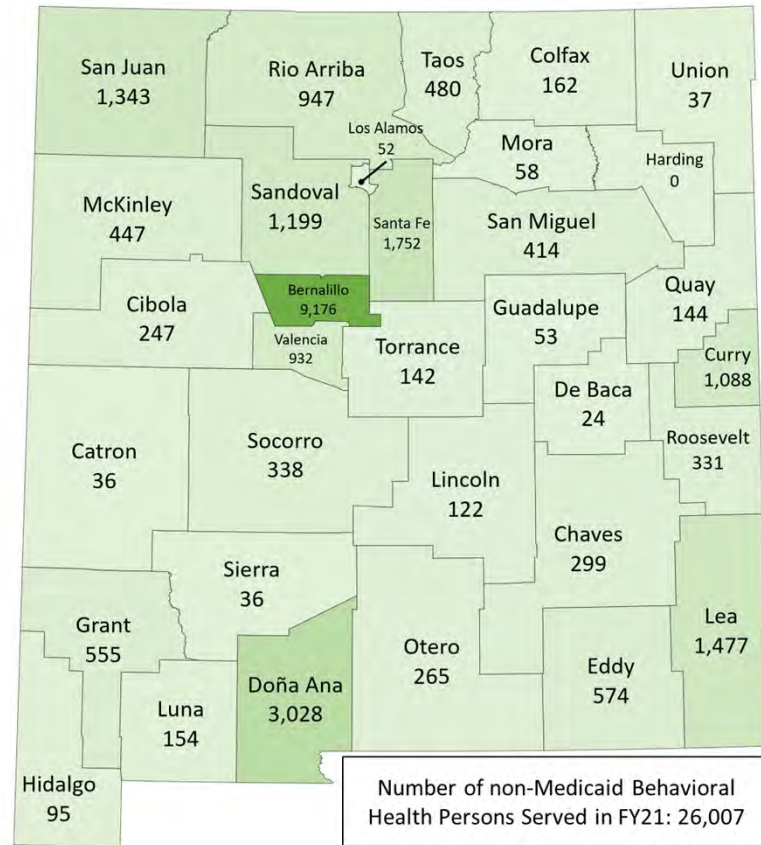 San Juan
1,343
Rio Arriba
947
Taos
480
Colfax
162
Union
37
Los Alamos
52
Mora
58
Harding
0
McKinley
447
Sandoval
1,199
Santa Fe
1,752
San Miguel
414
Cibola
247
Bernalillo
9,176
Valencia
932
Torrance
142
Guadalupe
53
Quay
144
Curry
1,088
De Baca
24
Roosevelt
331
Catron
36
Socorro
338
Lincoln
122
Chaves
299
Sierra
36
Grant
555
Luna
154
Doña Ana
3,028
Otero
265
Eddy
574
Lea
1,477
Hidalgo
95
Number of non-Medicaid Behavioral
Health Persons Served in FY21: 26,007